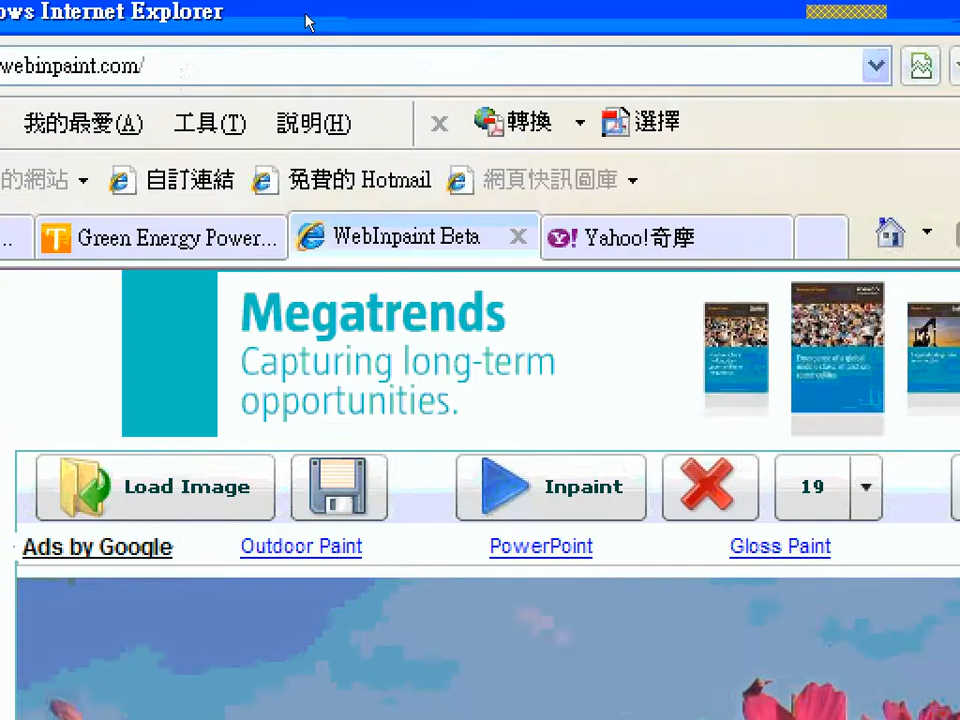 ows Internet Explorer
webinpaint.com/
我的最愛(A) 工具(T) 說明(H) 轉換 選擇
的網站 自訂連結 免費的 Hotmail 網頁快訊圖庫
... Green Energy Power... WebInpaint Beta Yahoo!奇摩
Megatrends
Capturing long-term
opportunities.
Load Image Inpaint 19
Ads by Google Outdoor Paint PowerPoint Gloss Paint